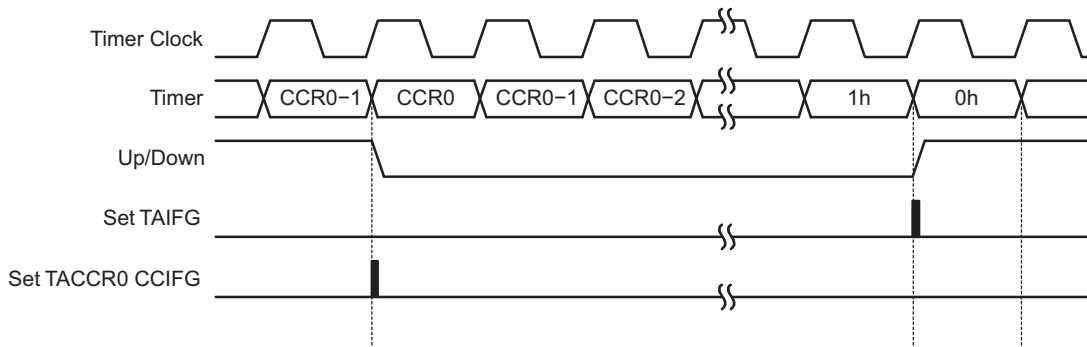 Timer Clock
Timer CCR0−1 CCR0 CCR0−1 CCR0−2 1h 0h
Up/Down
Set TAIFG
Set TACCR0 CCIFG